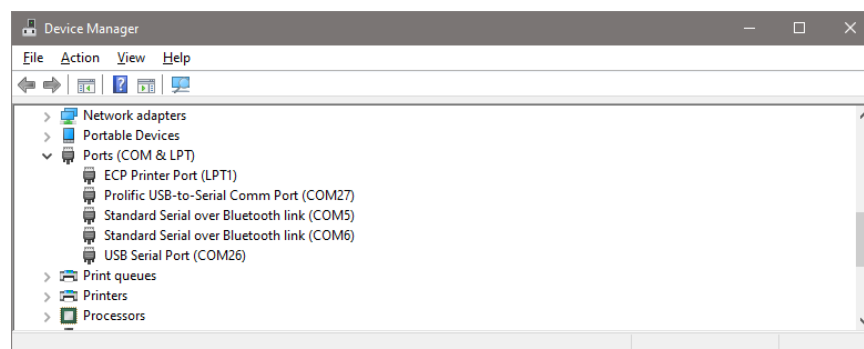 Device Manager
File Action View Help
Network adapters
Portable Devices
Ports (COM & LPT)
ECP Printer Port (LPT1)
Prolific USB-to-Serial Comm Port (COM27)
Standard Serial over Bluetooth link (COM5)
Standard Serial over Bluetooth link (COM6)
USB Serial Port (COM26)
Print queues
Printers
Processors